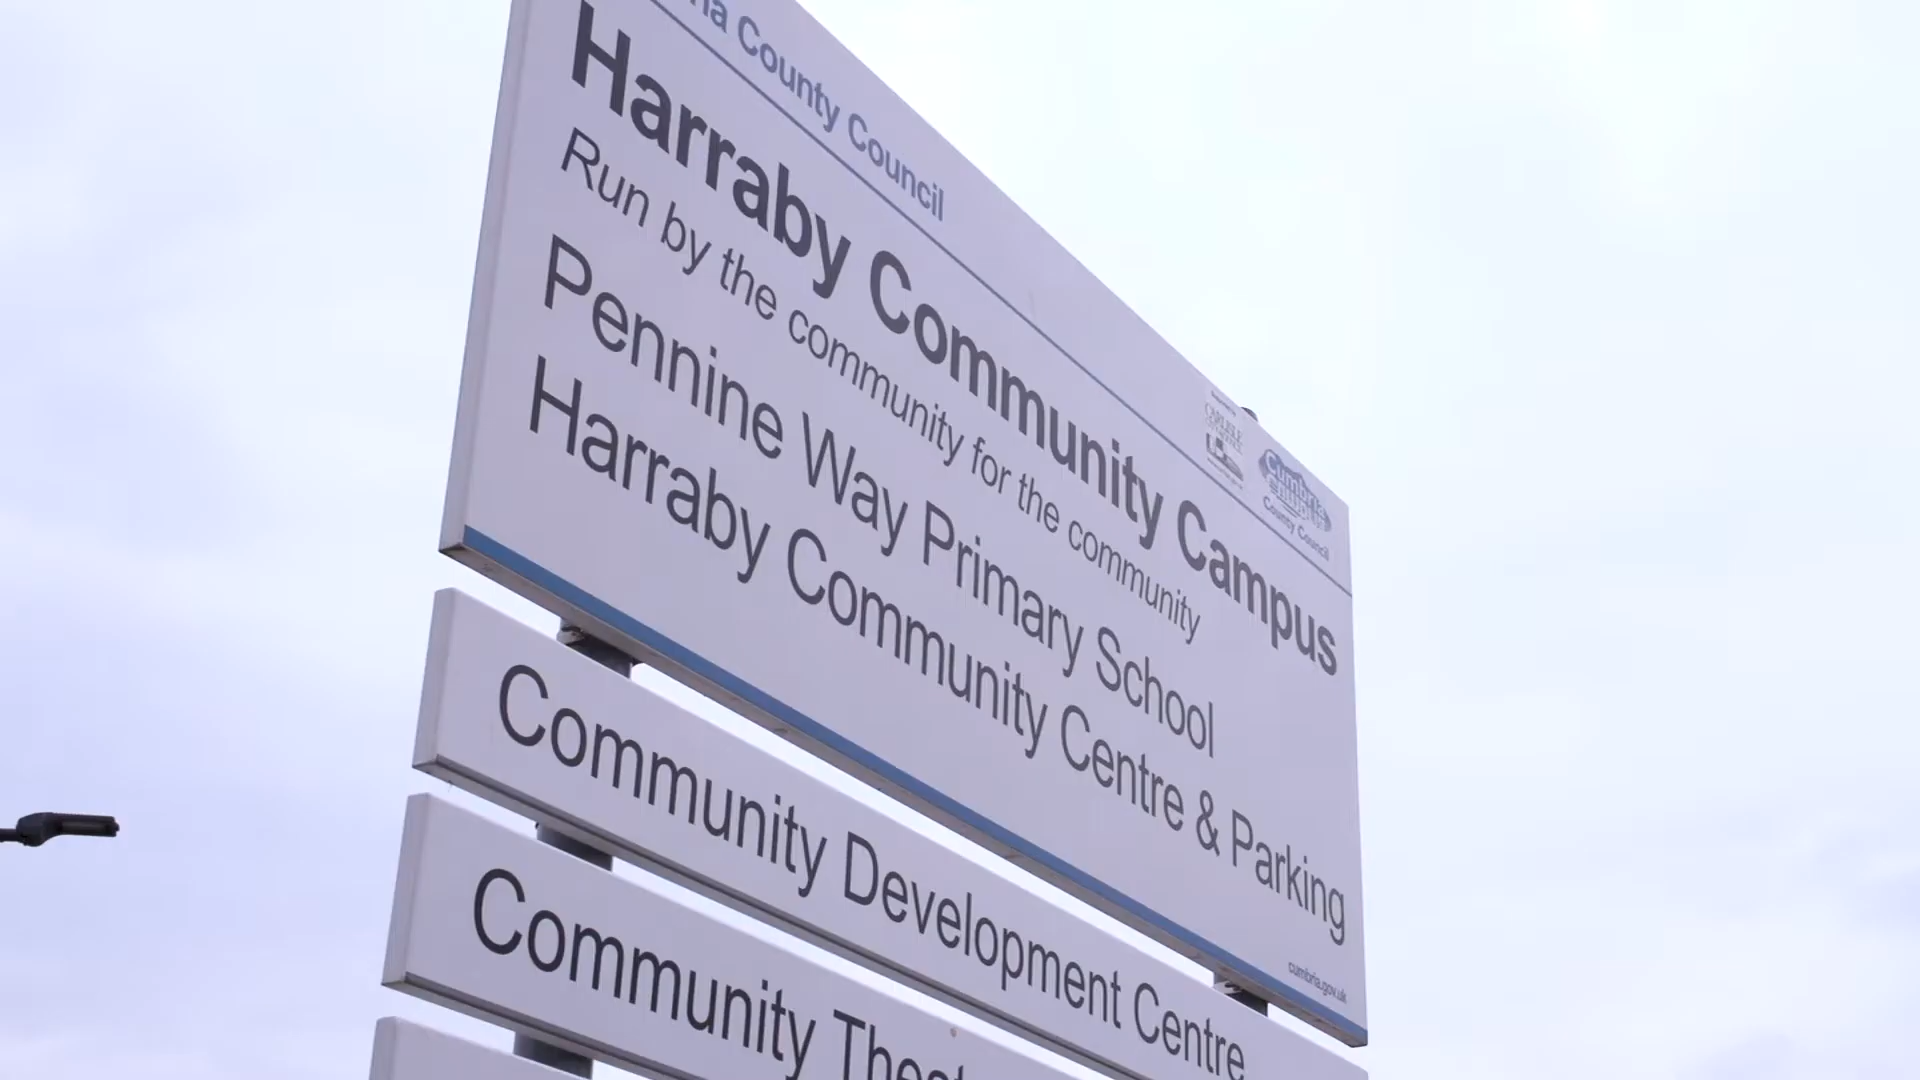 County Council
Harraby Community Campus
Run by the community for the community
Pennine Way Primary School
Harraby Community Centre & Parking
CARLISLE
Cumbria
County Council
cumbria.gov.uk
Community Development Centre
Community